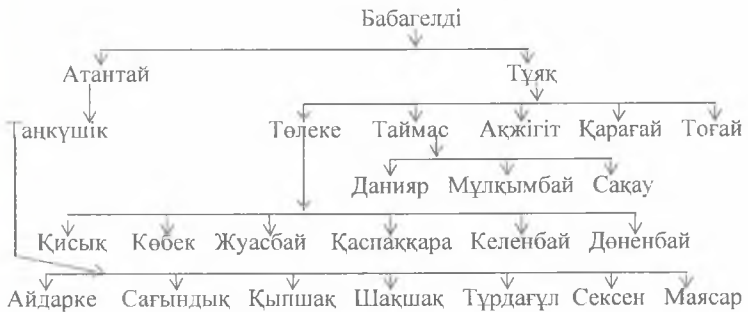 Бабагелді
Атантай Тұяқ
Таңкүшік Төлеке Таймас Ақжігіт Қарағай Тоғай
Данияр Мұлқымбай Сақау
Қисық Көбек Жуасбай Қаспаққара Келенбай Дөненбай
Айдарке Сағындық Қыпшақ Шақшақ Тұрдағұл Сексен Маясар